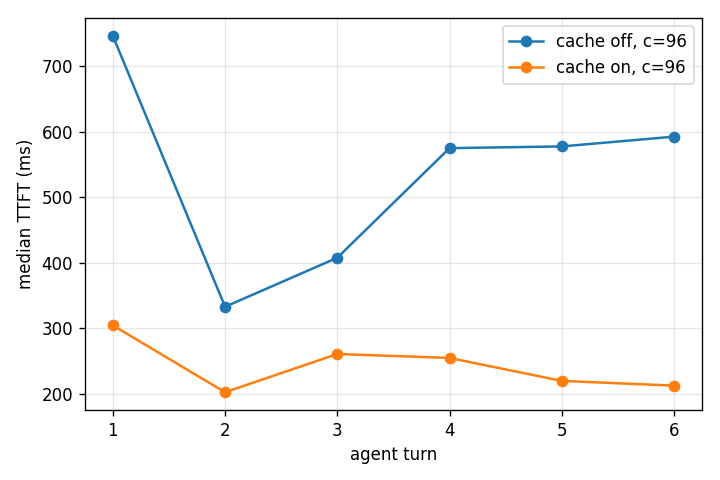 cache off, c=96
cache on, c=96
median TTFT (ms)
700
600
500
400
300
200
1 2 3 4 5 6
agent turn